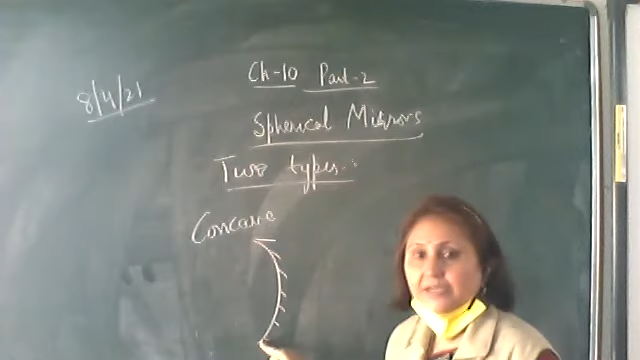 Ch-10 Part-2
8/4/21
Spherical Mirrors
Two types:
Concave